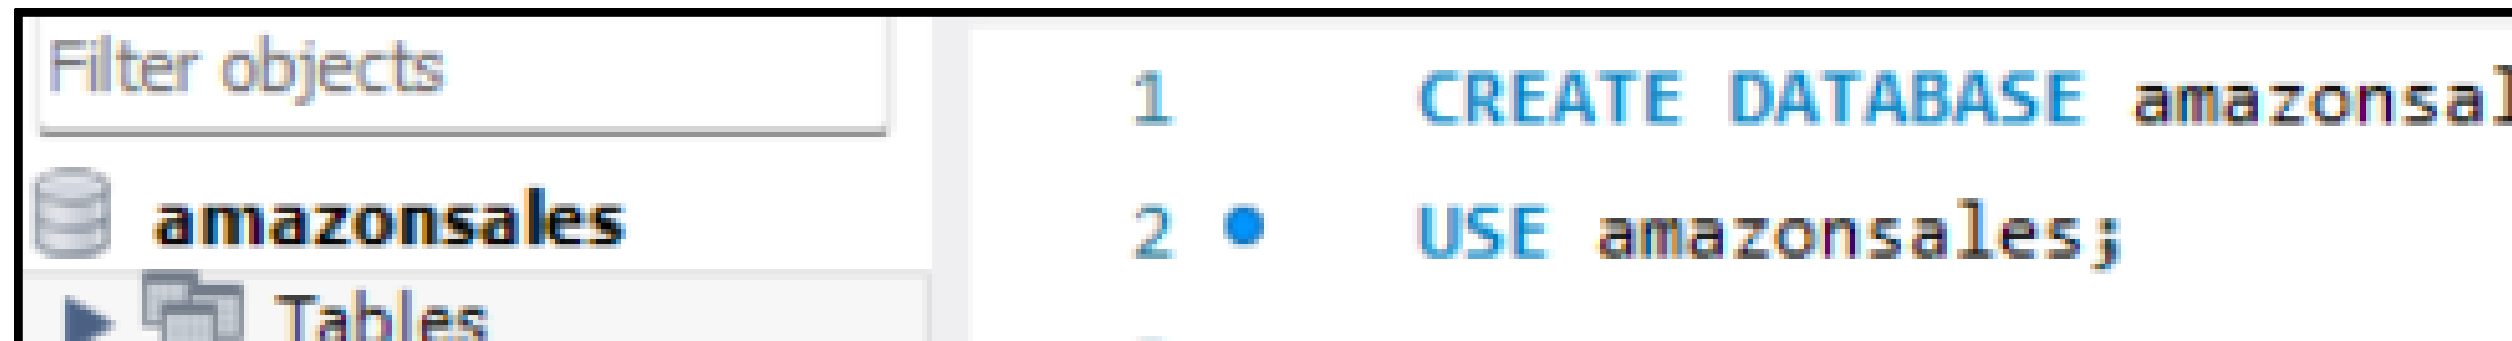 Filter objects
amazonsales
Tables
1 CREATE DATABASE amazonsal
2 USE amazonsales;